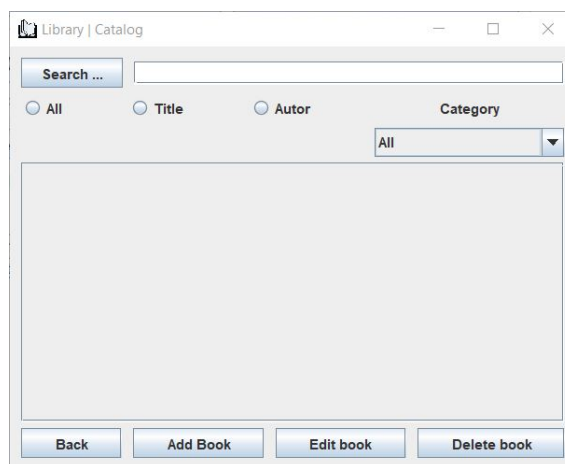 Library | Catalog
Search ...
All Title Autor Category
All
Back Add Book Edit book Delete book